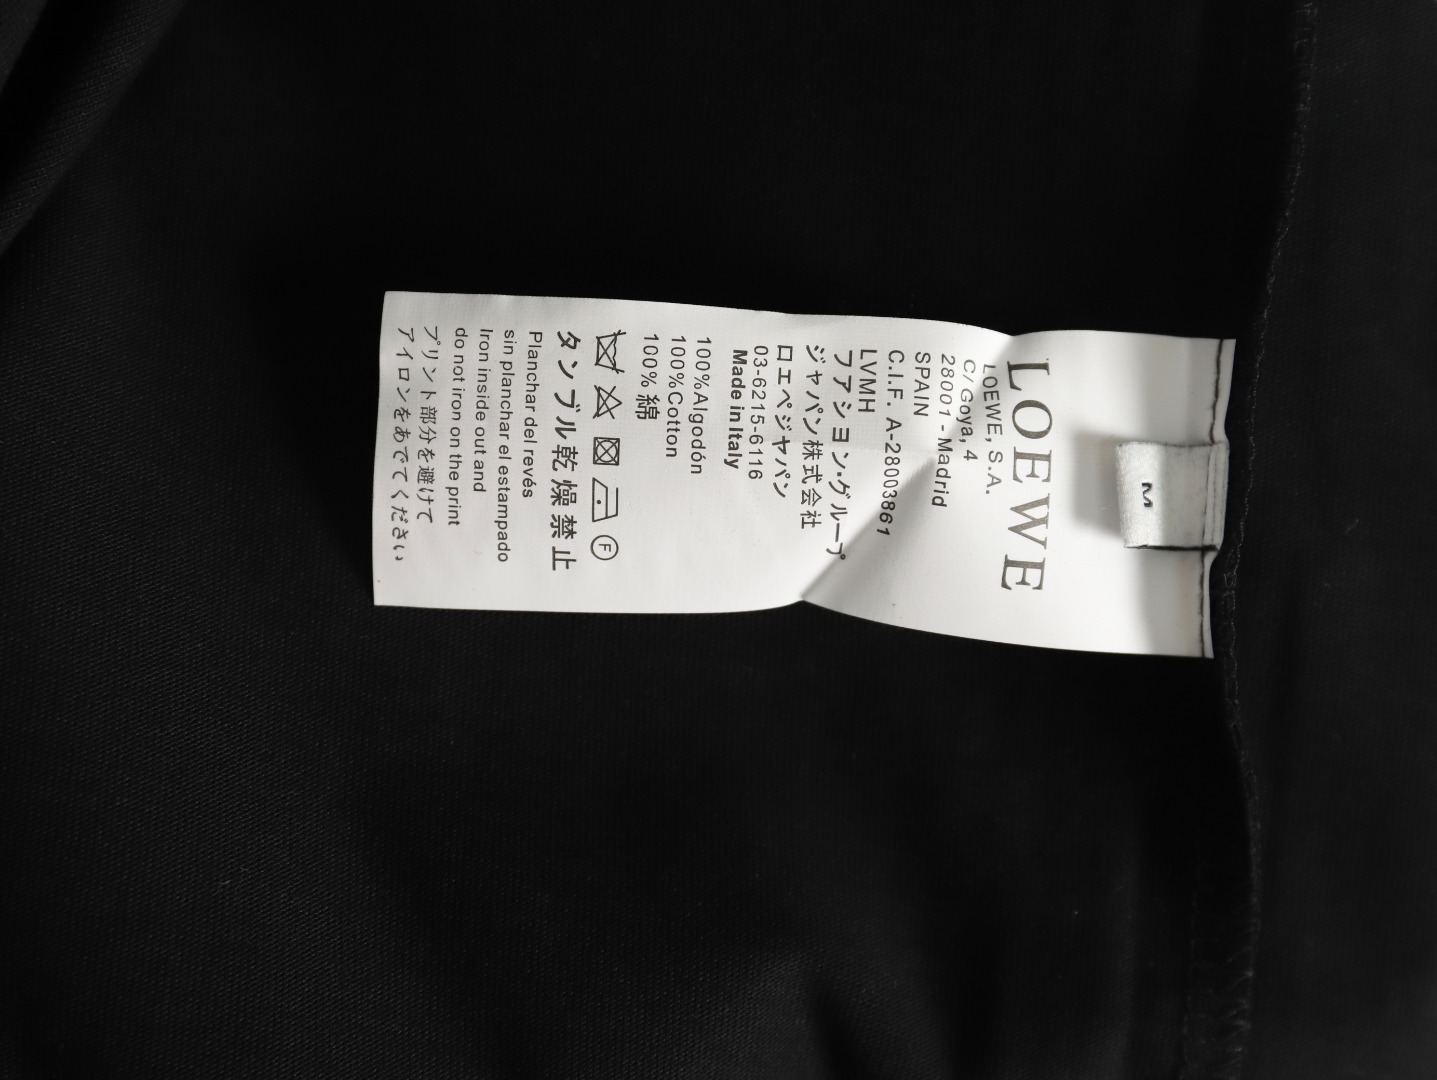 M
LOEWE
LOEWE, S.A.
C/Goya, 4
28001 - Madrid
SPAIN
C.I.F. A-28003861
LVMH
ファション・グループ
ジャパン株式会社
ロエベジャパン
03-6215-6116
Made in Italy
100%Algodón
100%Cotton
100%綿
F
タンブル乾燥禁止
Planchar del revés
sin planchar el estampado
Iron inside out and
do not iron on the print
プリント部分を避けて
アイロンをあててください